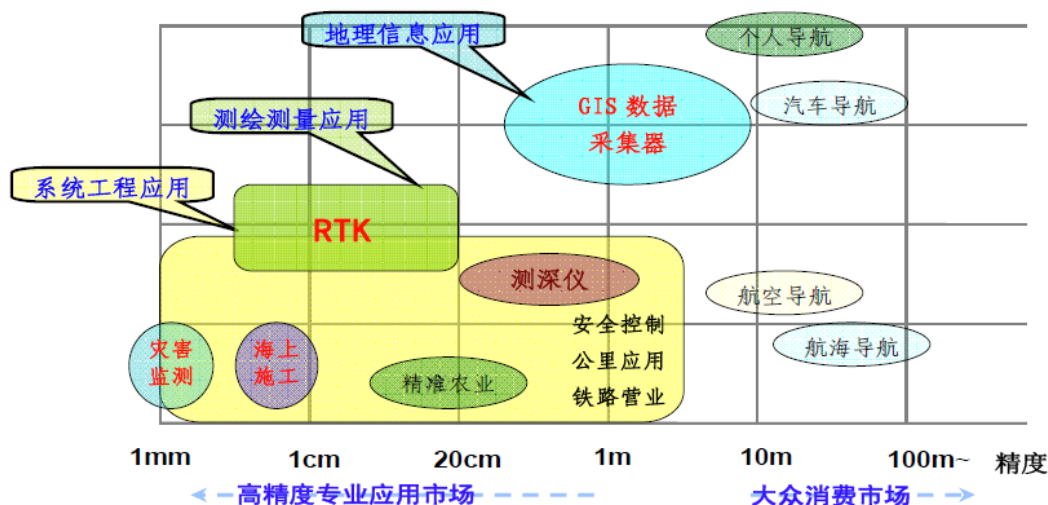 地理信息应用
个人导航
GIS 数据
采集器
汽车导航
测绘测量应用
系统工程应用
RTK
测深仪
航空导航
安全控制
公里应用
铁路营业
航海导航
灾害
监测
海上
施工
精准农业
1mm
1cm
20cm
1m
10m
100m~
精度
高精度专业应用市场
大众消费市场